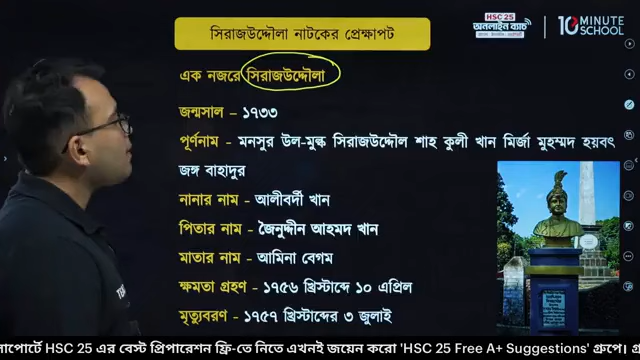 সিরাজউদ্দৌলা নাটকের প্রেক্ষাপট
HSC 25
অনলাইন ব্যাচ
10 MINUTE SCHOOL
এক নজরে সিরাজউদ্দৌলা
জন্মসাল – ১৭৩৩
পূর্ণনাম – মনসুর উল-মুল্ক সিরাজউদ্দৌল শাহ কুলী খান মির্জা মুহম্মদ হয়বৎ
জঙ্গ বাহাদুর
নানার নাম – আলীবর্দী খান
পিতার নাম – জৈনুদ্দীন আহমদ খান
মাতার নাম – আমিনা বেগম
ক্ষমতা গ্রহণ - ১৭৫৬ খ্রিস্টাব্দে ১০ এপ্রিল
মৃত্যুবরণ – ১৭৫৭ খ্রিস্টাব্দের ৩ জুলাই
াপোর্টে HSC 25 এর বেস্ট প্রিপারেশন ফ্রি-তে নিতে এখনই জয়েন করো 'HSC 25 Free A+ Suggestions' গ্রুপে।